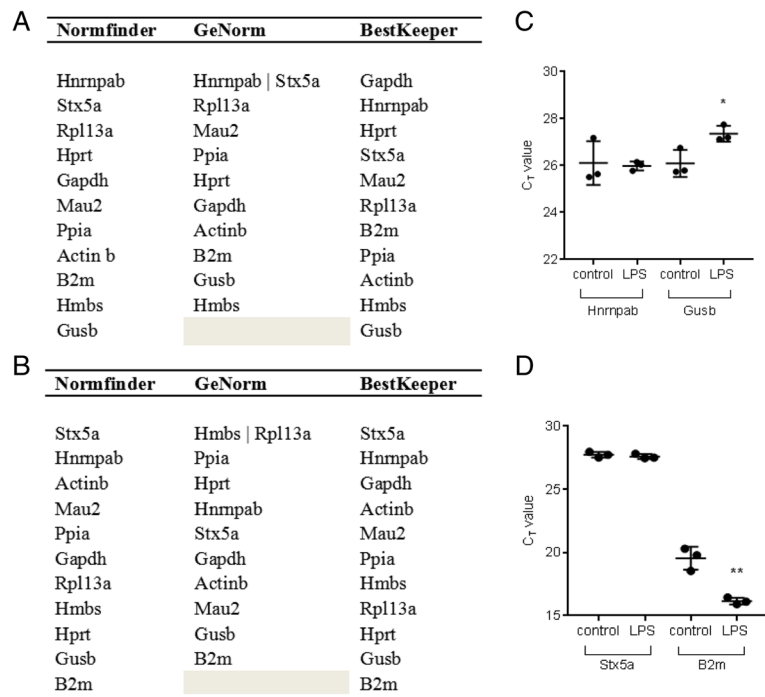 A
Normfinder GeNorm BestKeeper
Hnrnpab Hnrnpab | Stx5a Gapdh
Stx5a Rpl13a Hnrnpab
Rpl13a Mau2 Hprt
Hprt Ppia Stx5a
Gapdh Hprt Mau2
Mau2 Gapdh Rpl13a
Ppia Actinb B2m
Actin b B2m Ppia
B2m Gusb Actinb
Hmbs Hmbs Hmbs
Gusb Gusb
B
Normfinder GeNorm BestKeeper
Stx5a Hmbs | Rpl13a Stx5a
Hnrnpab Ppia Hnrnpab
Actinb Hprt Gapdh
Mau2 Hnrnpab Actinb
Ppia Stx5a Mau2
Gapdh Gapdh Ppia
Rpl13a Actinb Hmbs
Hmbs Mau2 Rpl13a
Hprt Gusb Hprt
Gusb B2m Gusb
B2m B2m
C
30
28
26
24
22
CT value
*
control LPS control LPS
Hnrnpab Gusb
D
30
25
20
15
CT value
**
control LPS control LPS
Stx5a B2m